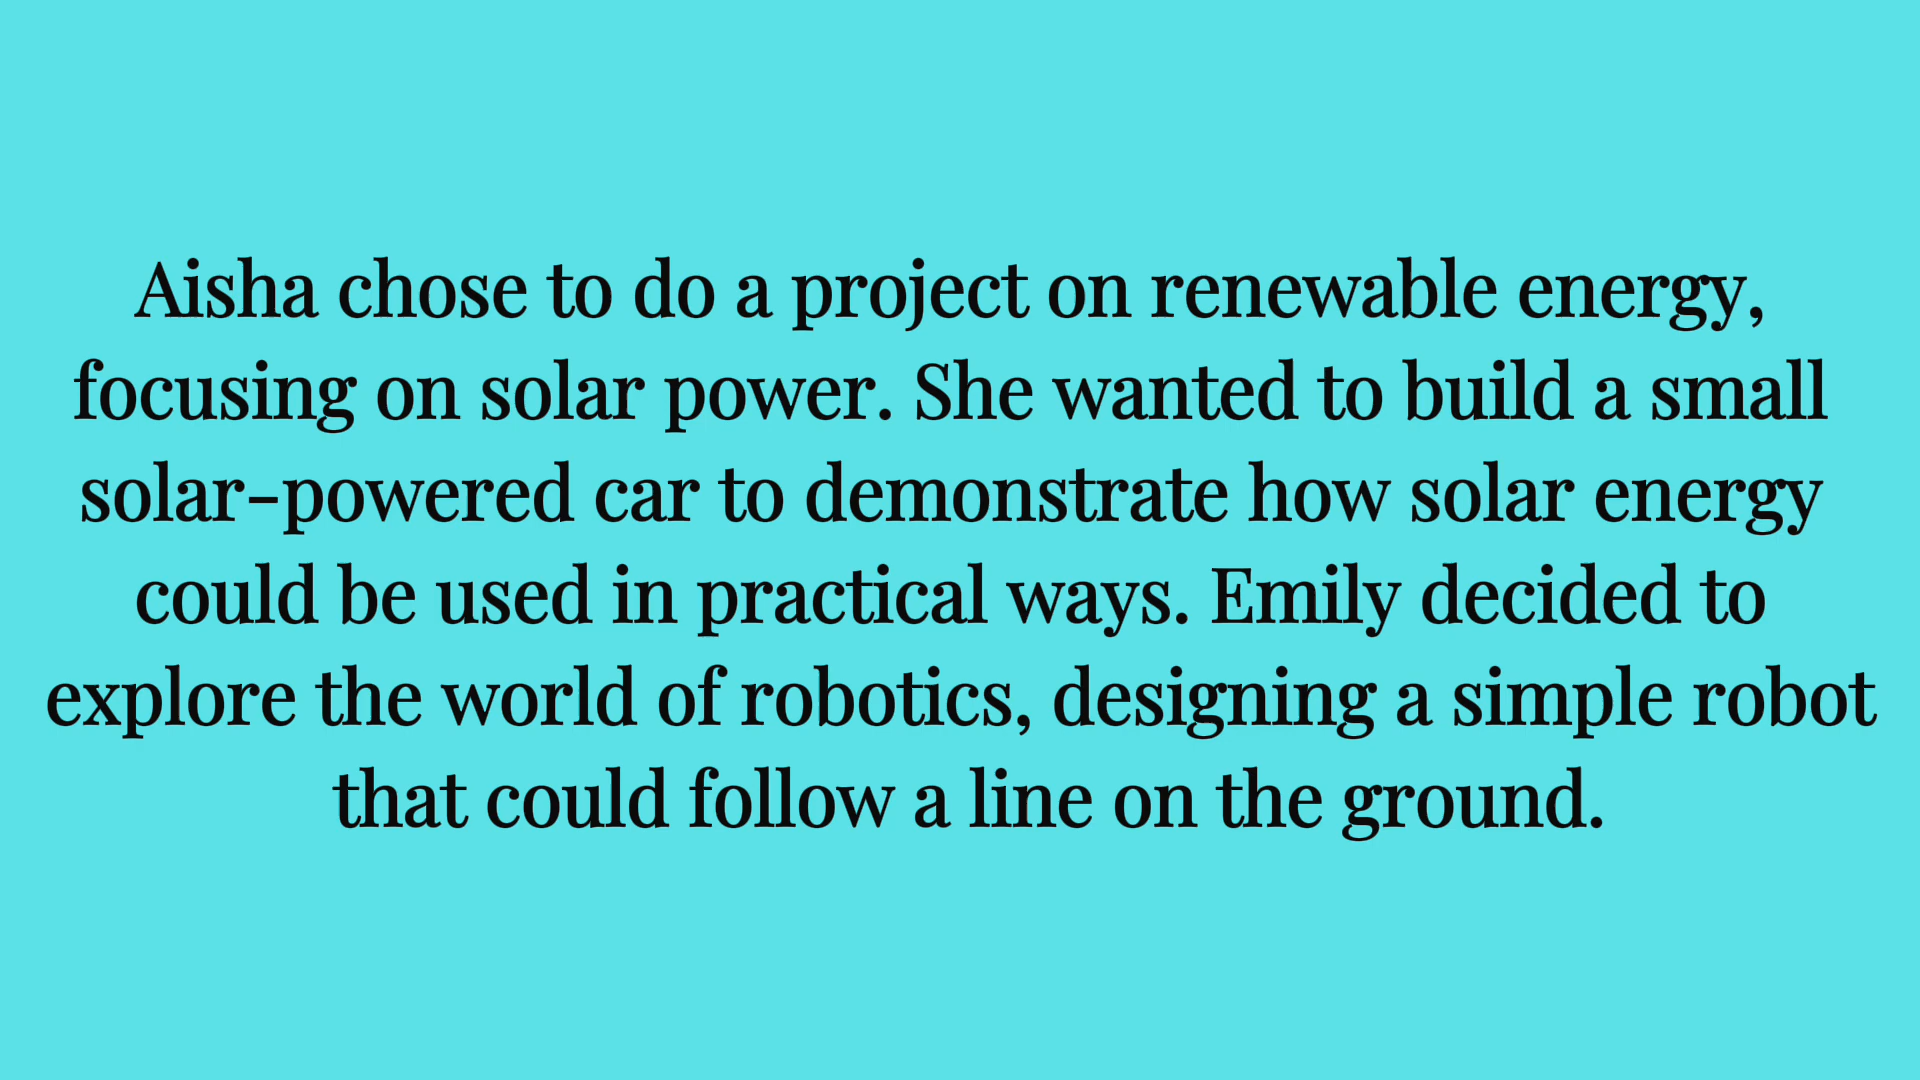 Aisha chose to do a project on renewable energy,
focusing on solar power. She wanted to build a small
solar-powered car to demonstrate how solar energy
could be used in practical ways. Emily decided to
explore the world of robotics, designing a simple robot
that could follow a line on the ground.